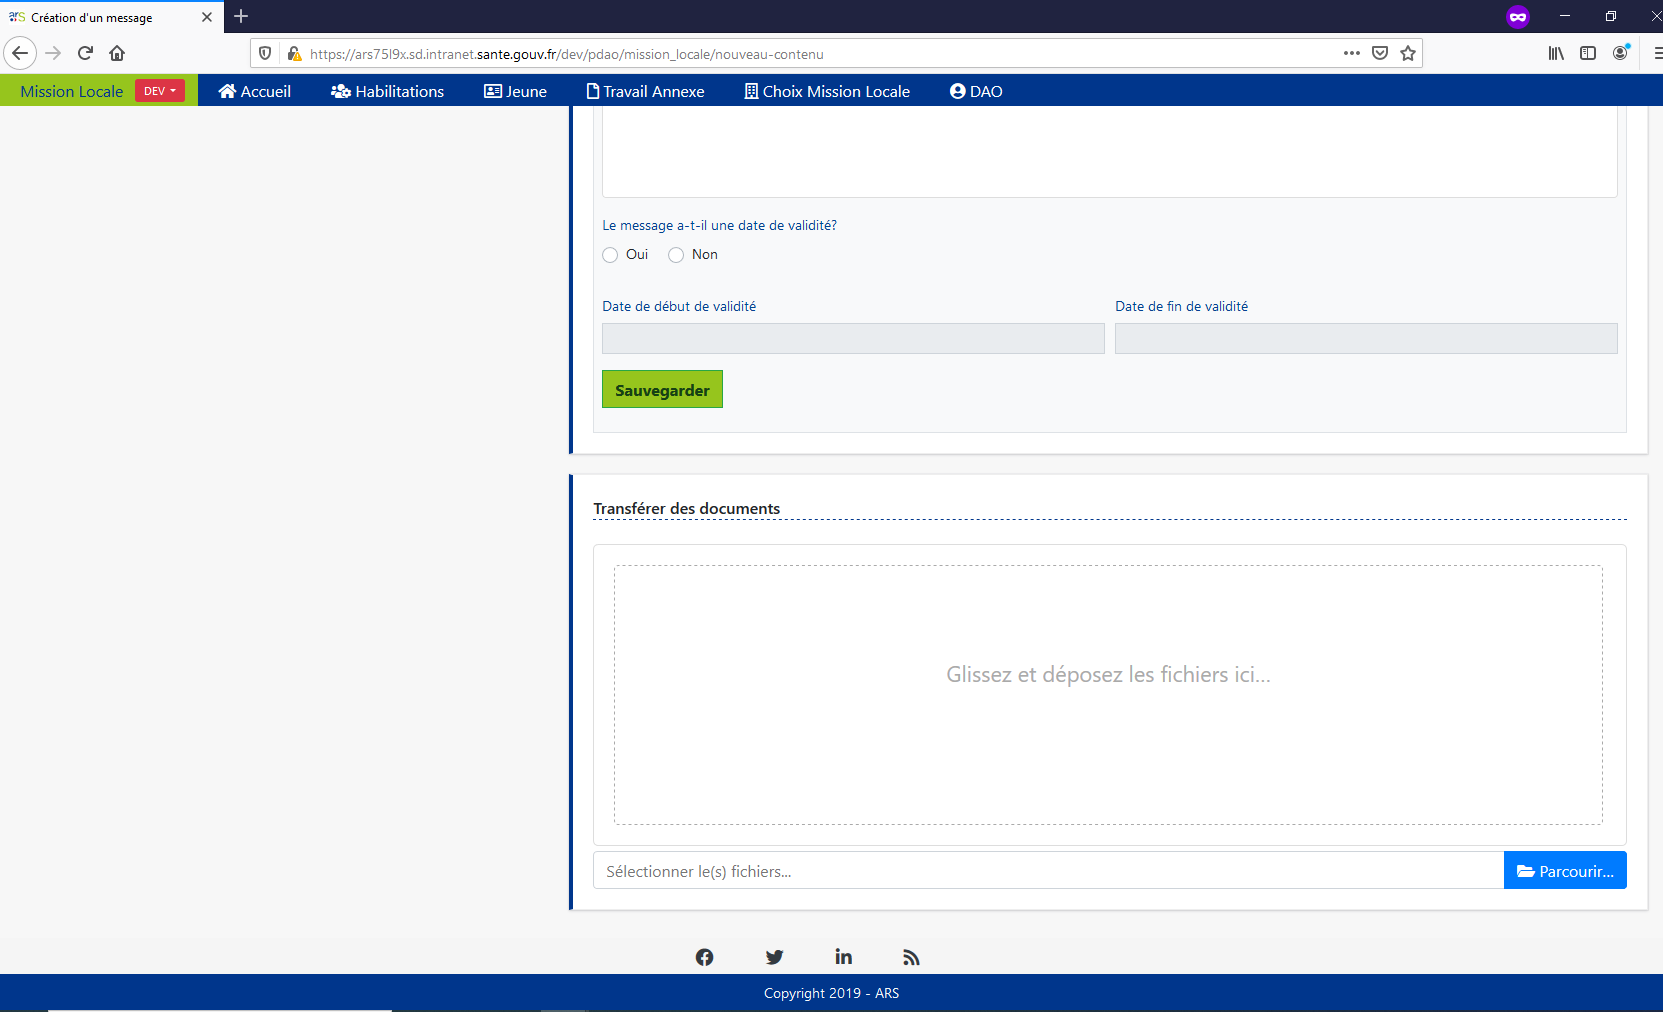 arS Création d'un message
https://ars75l9x.sd.intranet.sante.gouv.fr/dev/pdao/mission_locale/nouveau-contenu
Mission Locale DEV Accueil Habilitations Jeune Travail Annexe Choix Mission Locale DAO
Le message a-t-il une date de validité?
Oui Non
Date de début de validité Date de fin de validité
Sauvegarder
Transférer des documents
Glissez et déposez les fichiers ici...
Sélectionner le(s) fichiers... Parcourir...
Copyright 2019 - ARS